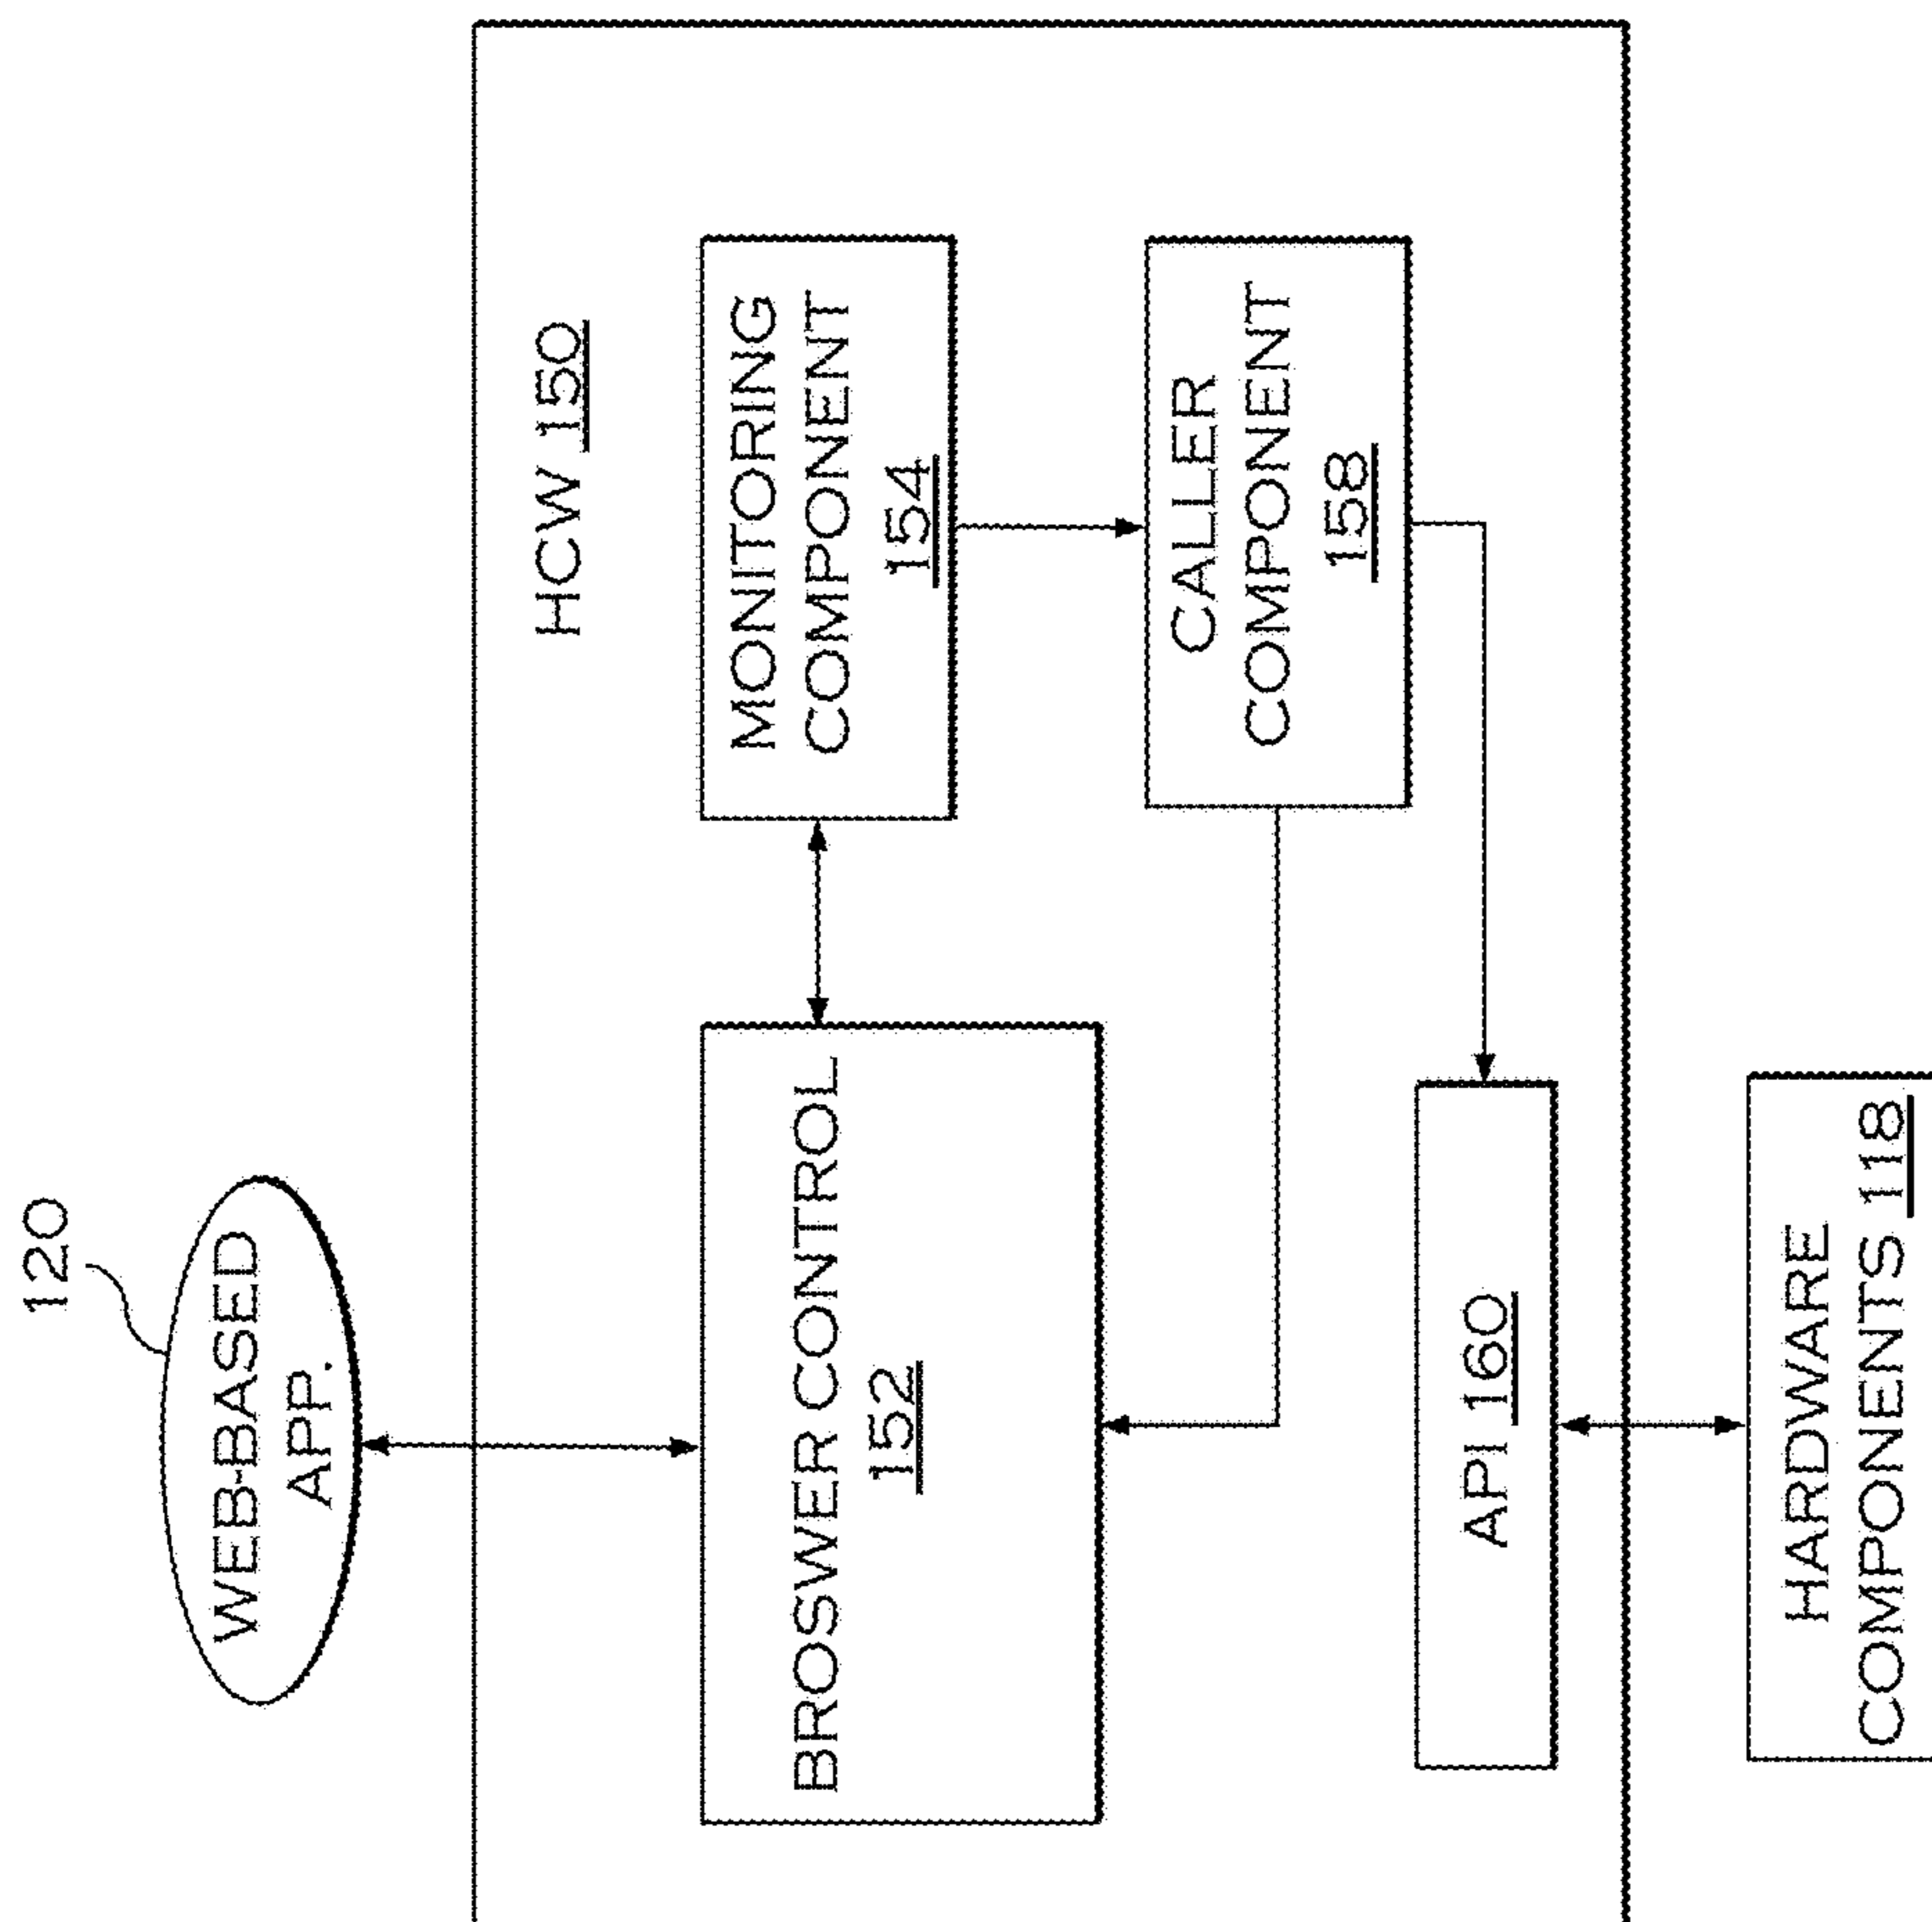 120
WEB-BASED
APP.
HCW 150
BROSWER CONTROL
152
MONITORING
COMPONENT
154
CALLER
COMPONENT
158
API 160
HARDWARE
COMPONENTS 118